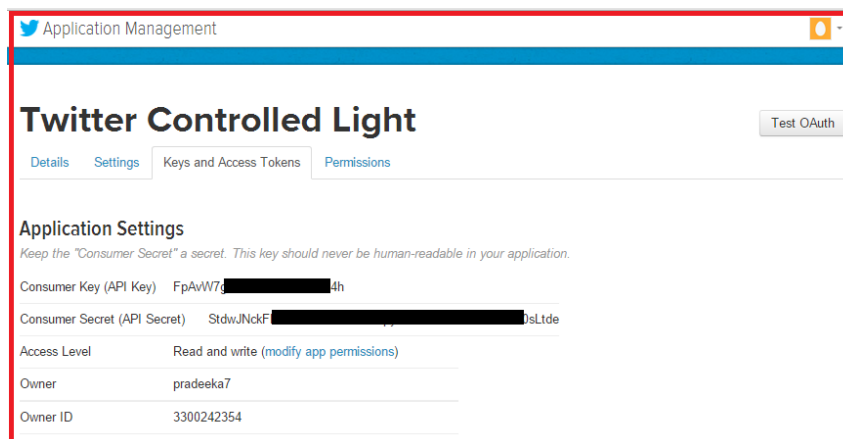 Application Management
Twitter Controlled Light
Test OAuth
Details Settings Keys and Access Tokens Permissions
Application Settings
Keep the "Consumer Secret" a secret. This key should never be human-readable in your application.
Consumer Key (API Key) FpAvW7g 4h
Consumer Secret (API Secret) StdwJNckF sLtde
Access Level Read and write (modify app permissions)
Owner pradeeka7
Owner ID 3300242354